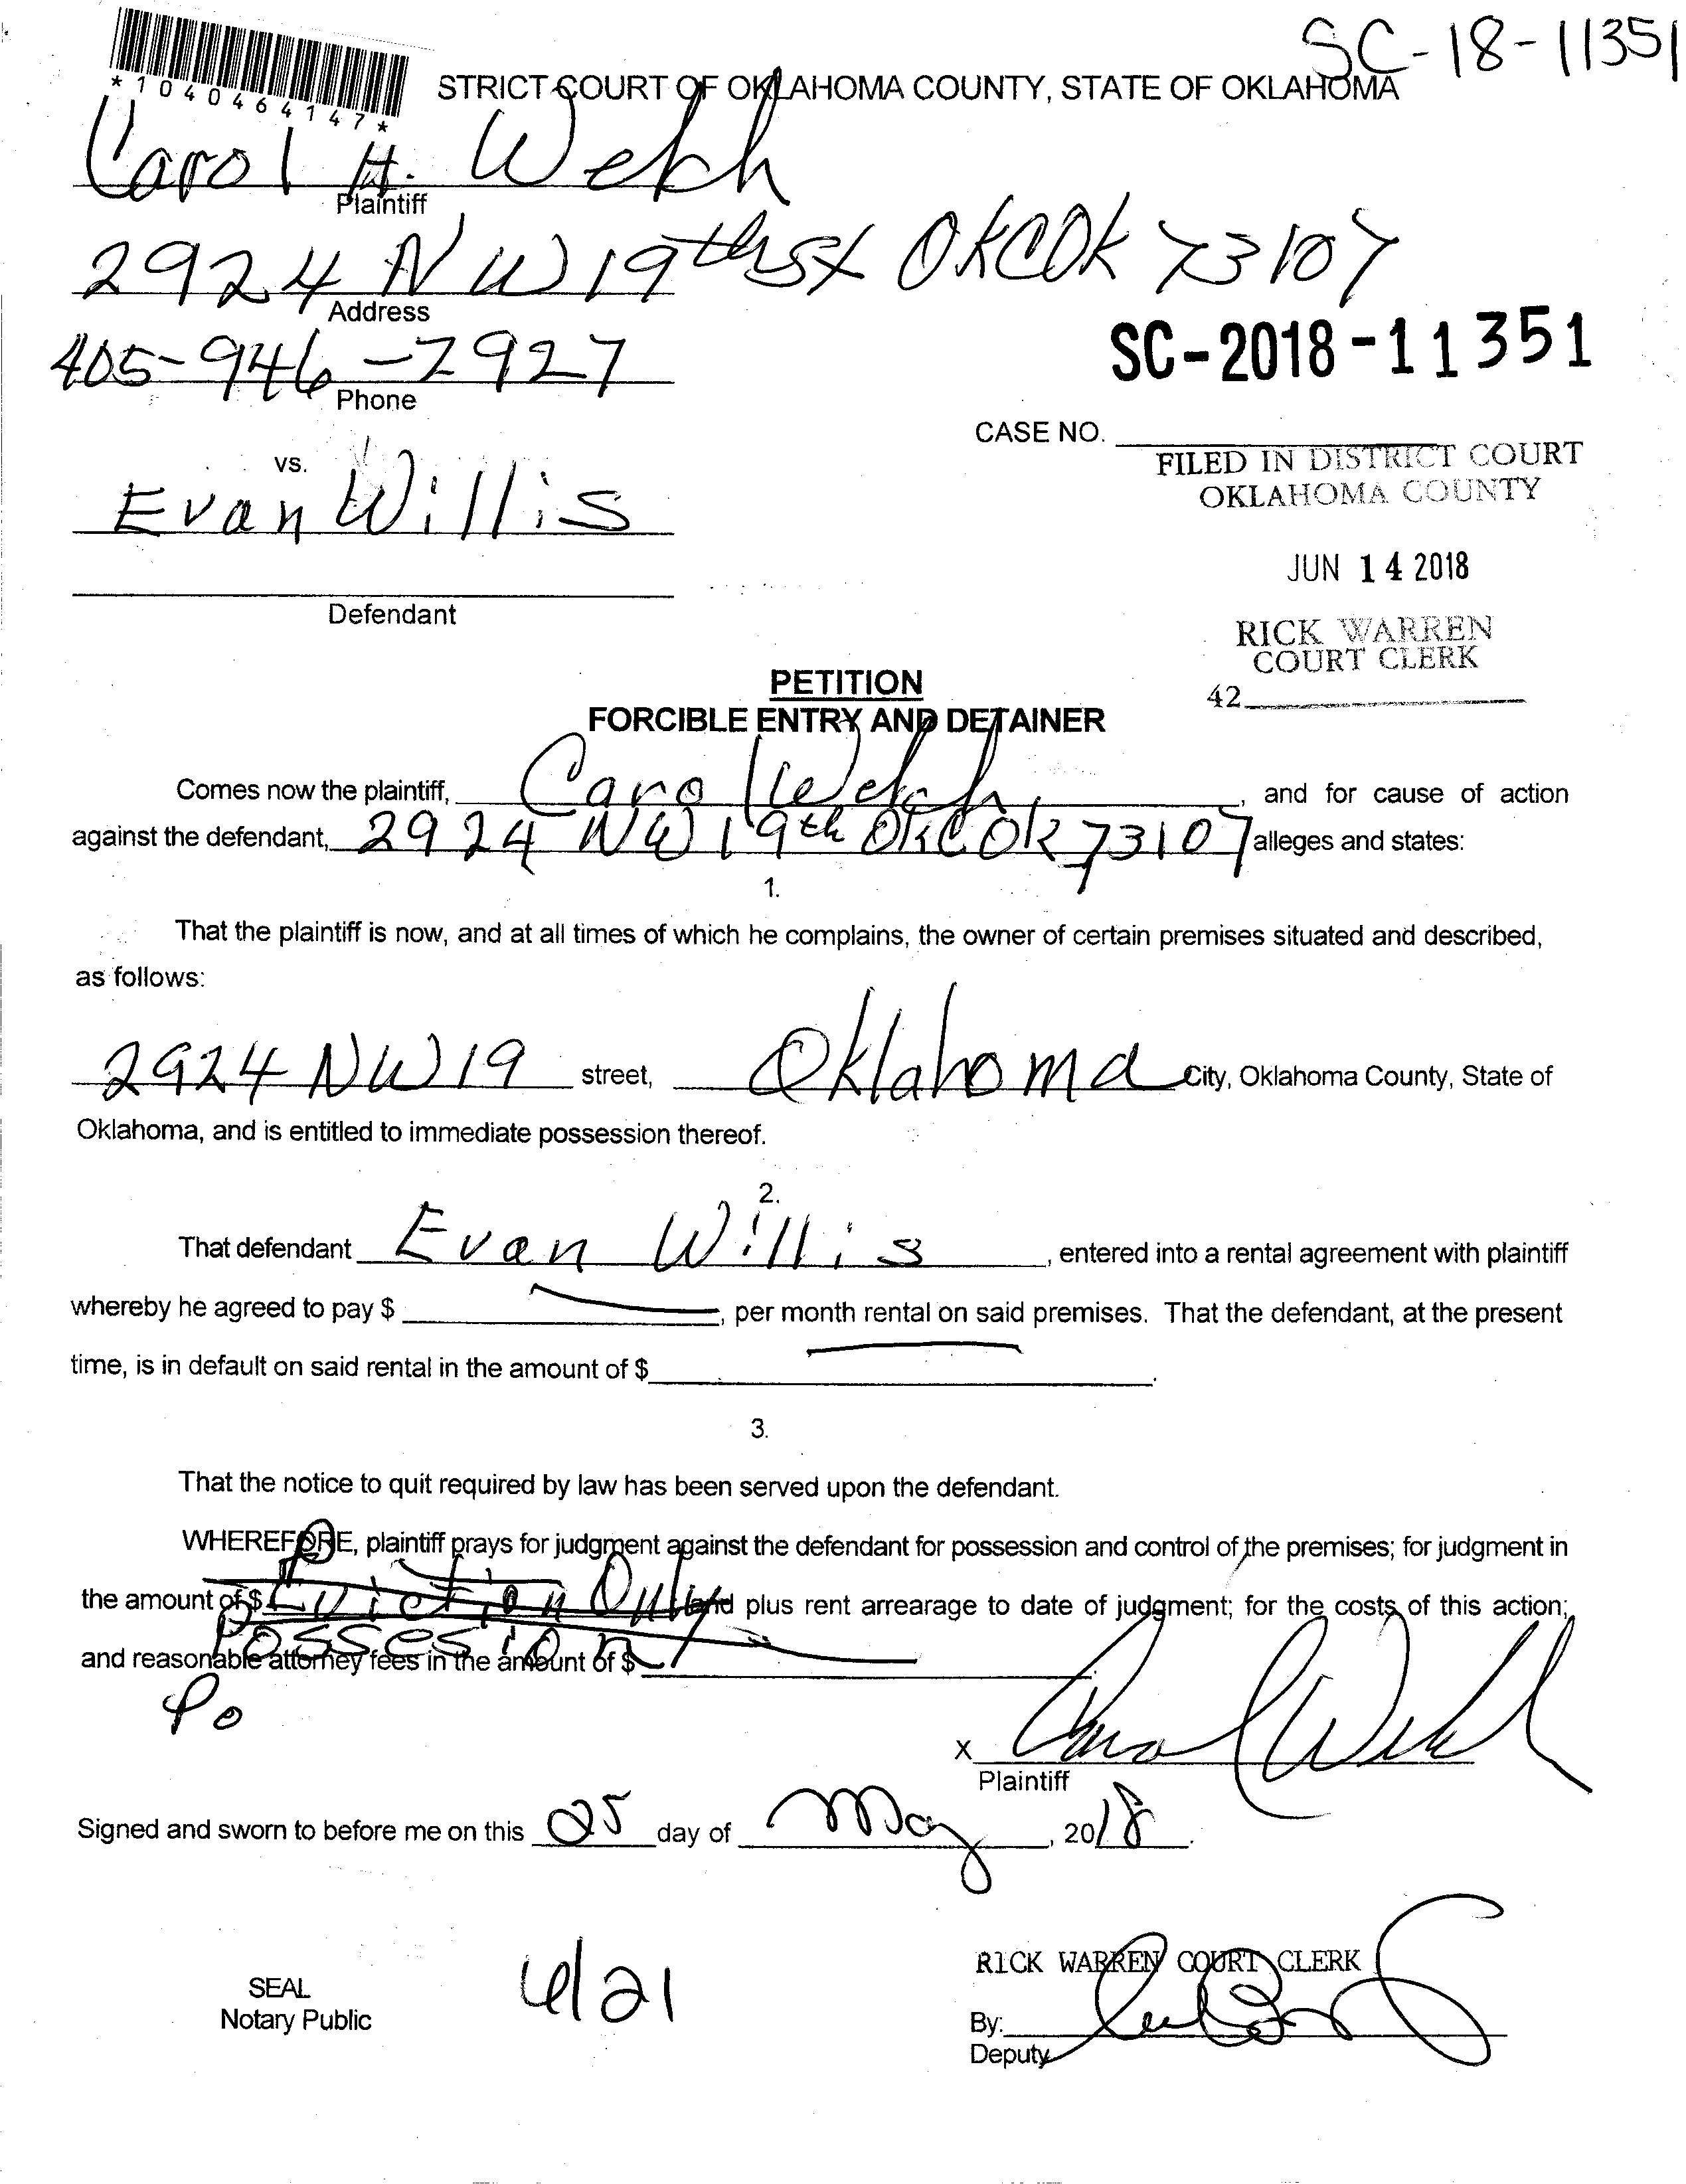 SC-18-11351
*1040464147*
STRICT COURT OF OKLAHOMA COUNTY, STATE OF OKLAHOMA
Carol H. Welch
Plaintiff
2924 NW 19th St OKC OK 73107
Address
405-946-7927
Phone
SC-2018-11351
CASE NO.
FILED IN DISTRICT COURT
OKLAHOMA COUNTY
vs.
Evan Willis
JUN 14 2018
Defendant
RICK WARREN
COURT CLERK
42
PETITION
FORCIBLE ENTRY AND DETAINER
Comes now the plaintiff, Carol Welch, and for cause of action
against the defendant, 2924 NW 19th OKC OK 73107 alleges and states:
1.
That the plaintiff is now, and at all times of which he complains, the owner of certain premises situated and described,
as follows:
2924 NW 19 street, Oklahoma City, Oklahoma County, State of
Oklahoma, and is entitled to immediate possession thereof.
2.
That defendant Evan Willis, entered into a rental agreement with plaintiff
whereby he agreed to pay $ , per month rental on said premises. That the defendant, at the present
time, is in default on said rental in the amount of $ .
3.
That the notice to quit required by law has been served upon the defendant.
WHEREFORE, plaintiff prays for judgment against the defendant for possession and control of the premises; for judgment in
the amount of $ Eviction Only and plus rent arrearage to date of judgment; for the costs of this action;
Possesion
and reasonable attorney fees in the amount of $
Po
x Carol Welch
Plaintiff
Signed and sworn to before me on this 25 day of May, 2018.
RICK WARREN COURT CLERK
SEAL
Notary Public
6/21
By:
Deputy